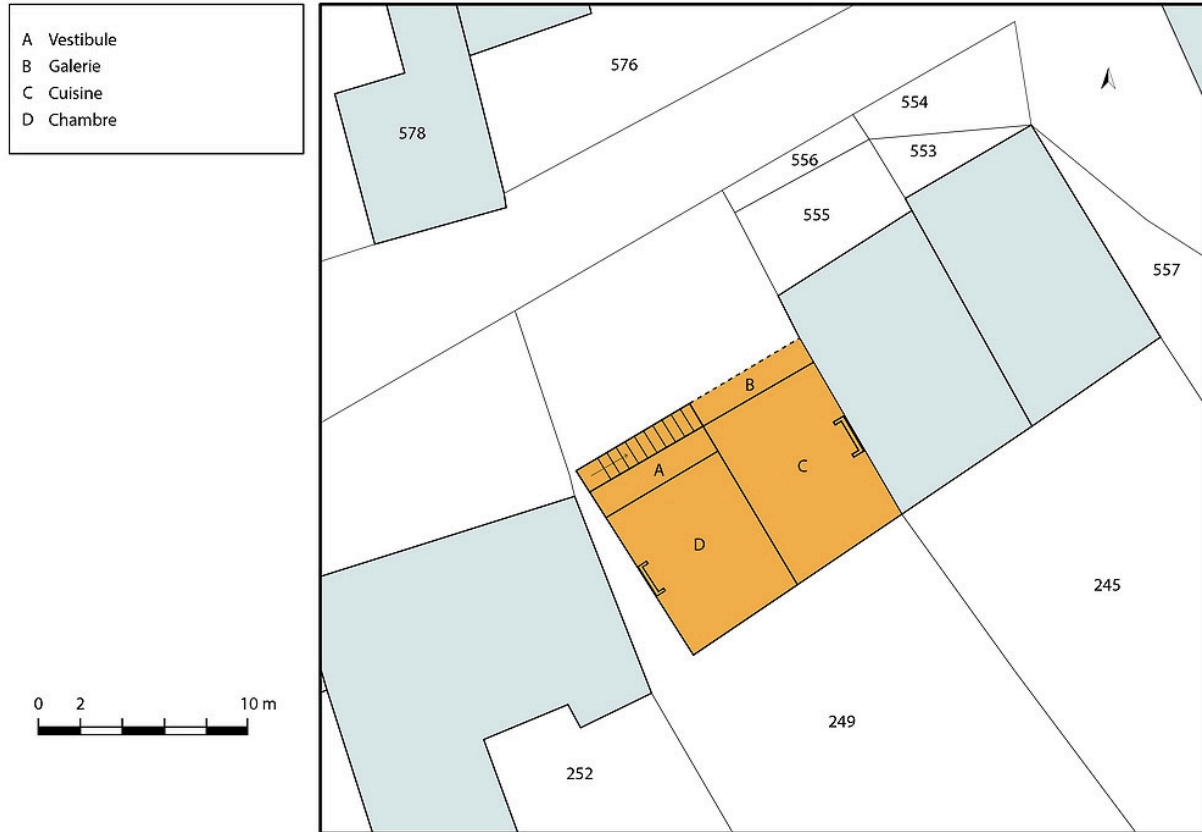 A Vestibule
B Galerie
C Cuisine
D Chambre
576
554
578
556
553
555
557
B
A
C
D
245
0 2 10 m
249
252